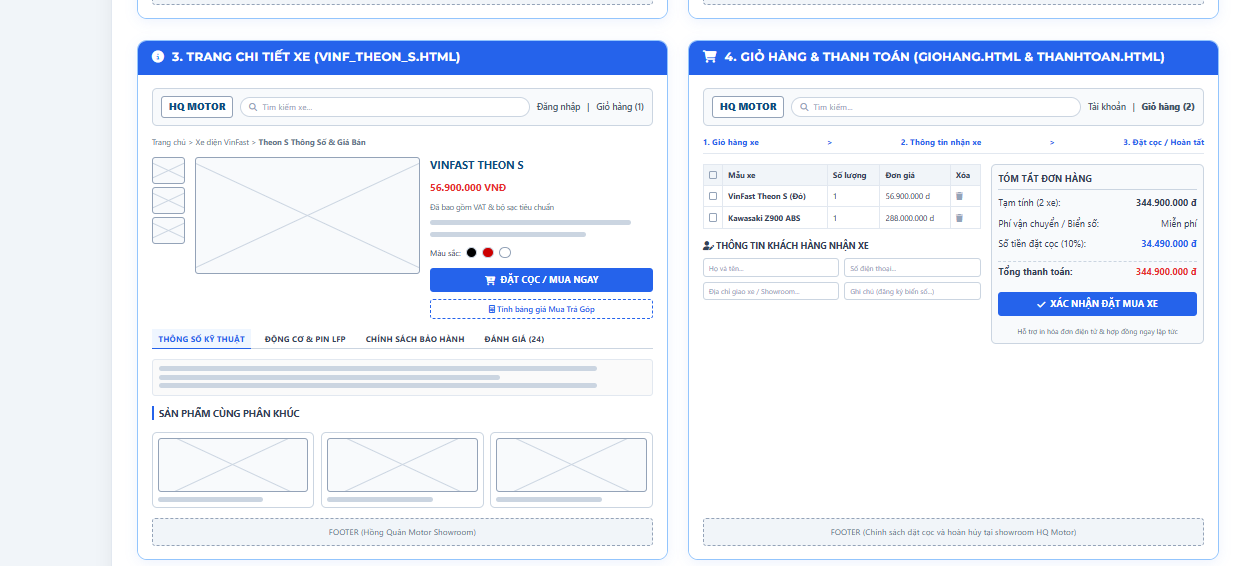 3. TRANG CHI TIẾT XE (VINF_THEON_S.HTML)
HQ MOTOR
Tìm kiếm xe...
Đăng nhập | Giỏ hàng (1)
Trang chủ > Xe điện VinFast > Theon S Thông Số & Giá Bán
VINFAST THEON S
56.900.000 VNĐ
Đã bao gồm VAT & bộ sạc tiêu chuẩn
Màu sắc:
ĐẶT CỌC / MUA NGAY
Tính bảng giá Mua Trả Góp
THÔNG SỐ KỸ THUẬT
ĐỘNG CƠ & PIN LFP
CHÍNH SÁCH BẢO HÀNH
ĐÁNH GIÁ (24)
SẢN PHẨM CÙNG PHÂN KHÚC
FOOTER (Hồng Quân Motor Showroom)
4. GIỎ HÀNG & THANH TOÁN (GIOHANG.HTML & THANHTOAN.HTML)
HQ MOTOR
Tìm kiếm...
Tài khoản | Giỏ hàng (2)
1. Giỏ hàng xe > 2. Thông tin nhận xe > 3. Đặt cọc / Hoàn tất
Mẫu xe Số lượng Đơn giá Xóa
VinFast Theon S (Đỏ) 1 56.900.000 đ
Kawasaki Z900 ABS 1 288.000.000 đ
THÔNG TIN KHÁCH HÀNG NHẬN XE
Họ và tên... Số điện thoại...
Địa chỉ giao xe / Showroom... Ghi chú (đăng ký biển số...)
TÓM TẮT ĐƠN HÀNG
Tạm tính (2 xe): 344.900.000 đ
Phí vận chuyển / Biển số: Miễn phí
Số tiền đặt cọc (10%): 34.490.000 đ
Tổng thanh toán: 344.900.000 đ
XÁC NHẬN ĐẶT MUA XE
Hỗ trợ in hóa đơn điện tử & hợp đồng ngay lập tức
FOOTER (Chính sách đặt cọc và hoàn hủy tại showroom HQ Motor)